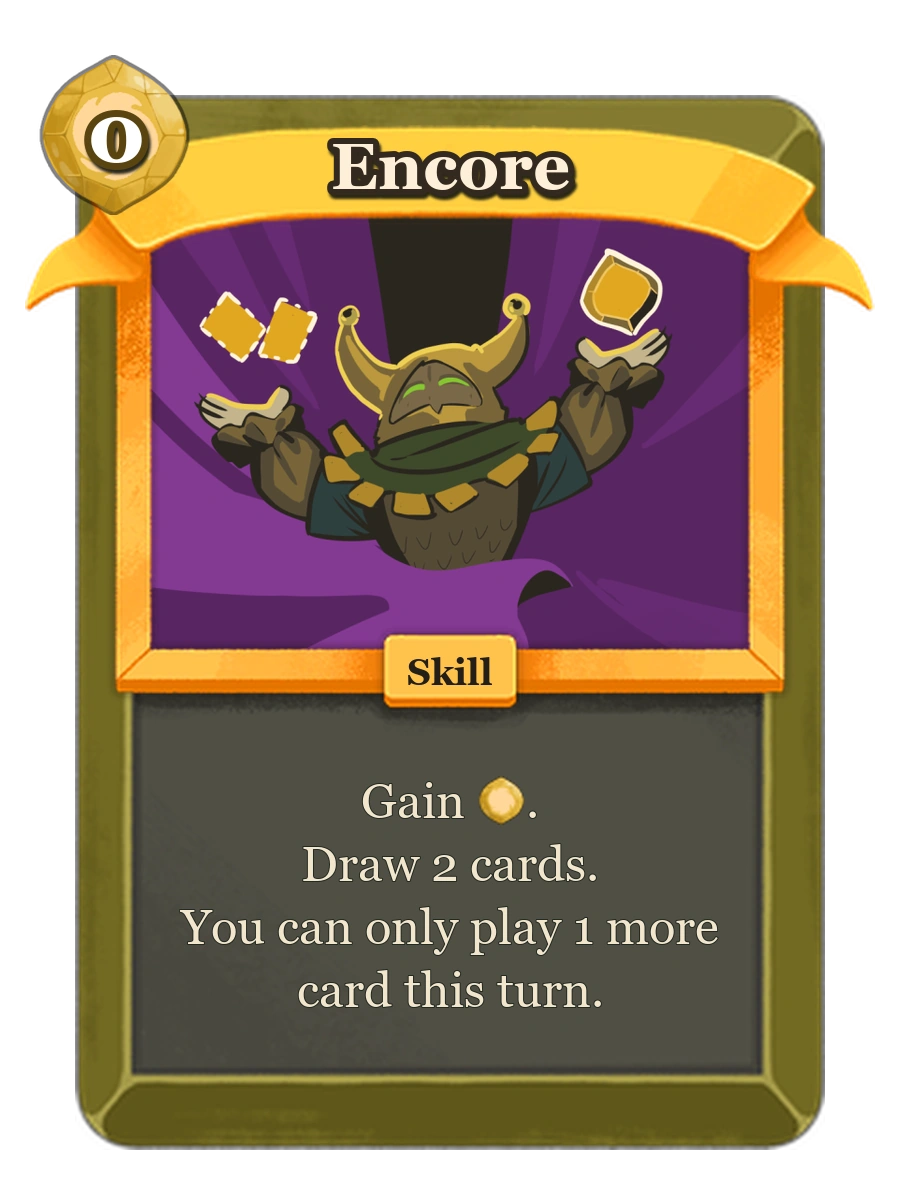 0
Encore
Skill
Gain .
Draw 2 cards.
You can only play 1 more
card this turn.